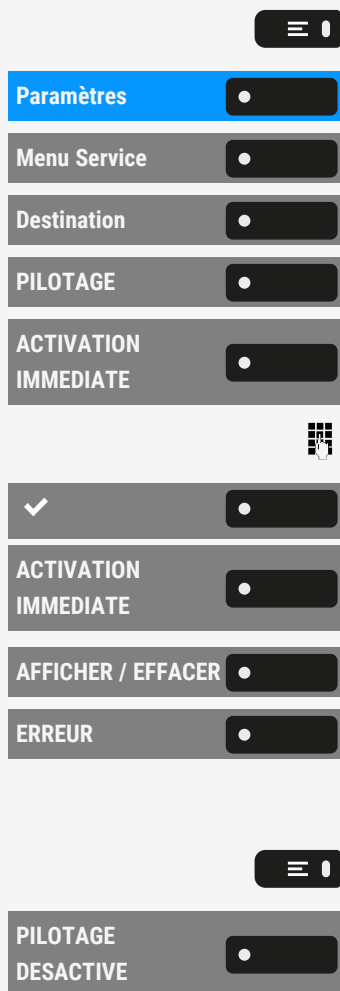 Paramètres
Menu Service
Destination
PILOTAGE
ACTIVATION
IMMEDIATE
ACTIVATION
IMMEDIATE
AFFICHER / EFFACER
ERREUR
PILOTAGE
DESACTIVE